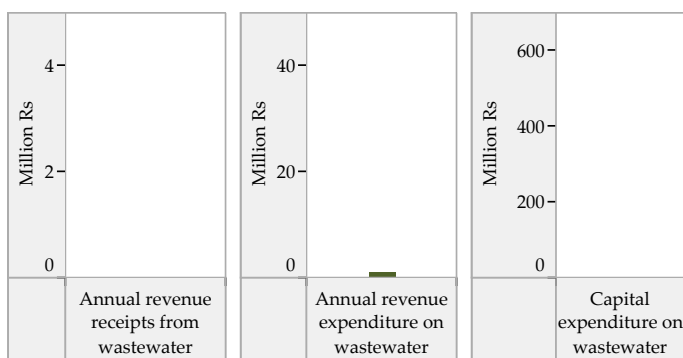 Million Rs
4
2
0
Annual revenue
receipts from
wastewater
Million Rs
40
20
0
Annual revenue
expenditure on
wastewater
Million Rs
600
400
200
0
Capital
expenditure on
wastewater